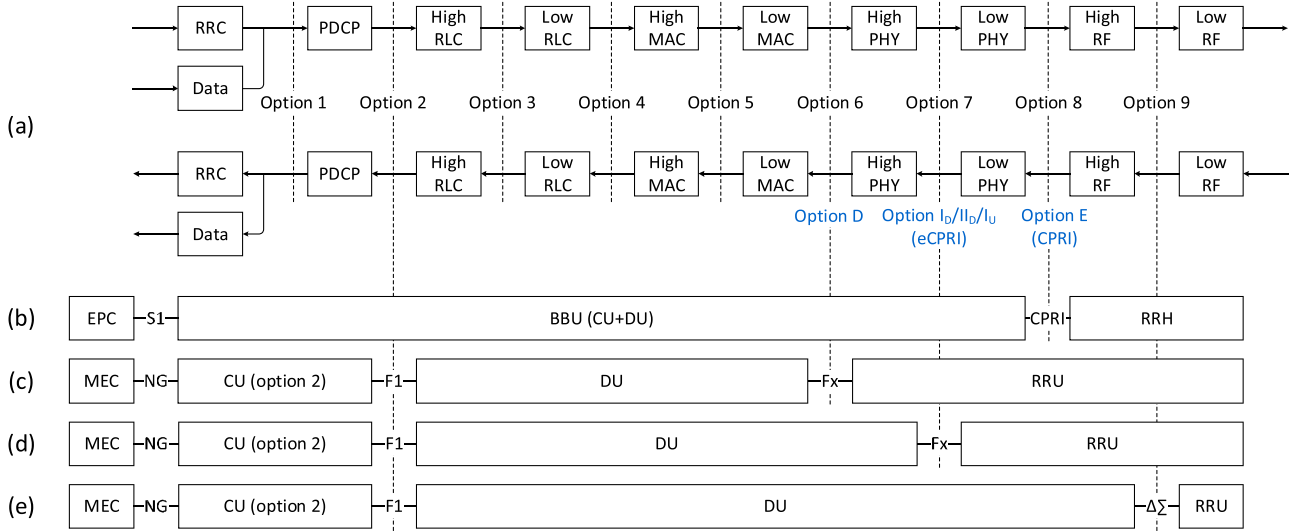 RRC PDCP High RLC Low RLC High MAC Low MAC High PHY Low PHY High RF Low RF
Data
Option 1 Option 2 Option 3 Option 4 Option 5 Option 6 Option 7 Option 8 Option 9
(a)
RRC PDCP High RLC Low RLC High MAC Low MAC High PHY Low PHY High RF Low RF
Data
Option D Option I_D/II_D/I_U (eCPRI) Option E (CPRI)
(b) EPC S1 BBU (CU+DU) CPRI RRH
(c) MEC NG CU (option 2) F1 DU Fx RRU
(d) MEC NG CU (option 2) F1 DU Fx RRU
(e) MEC NG CU (option 2) F1 DU ΔΣ RRU